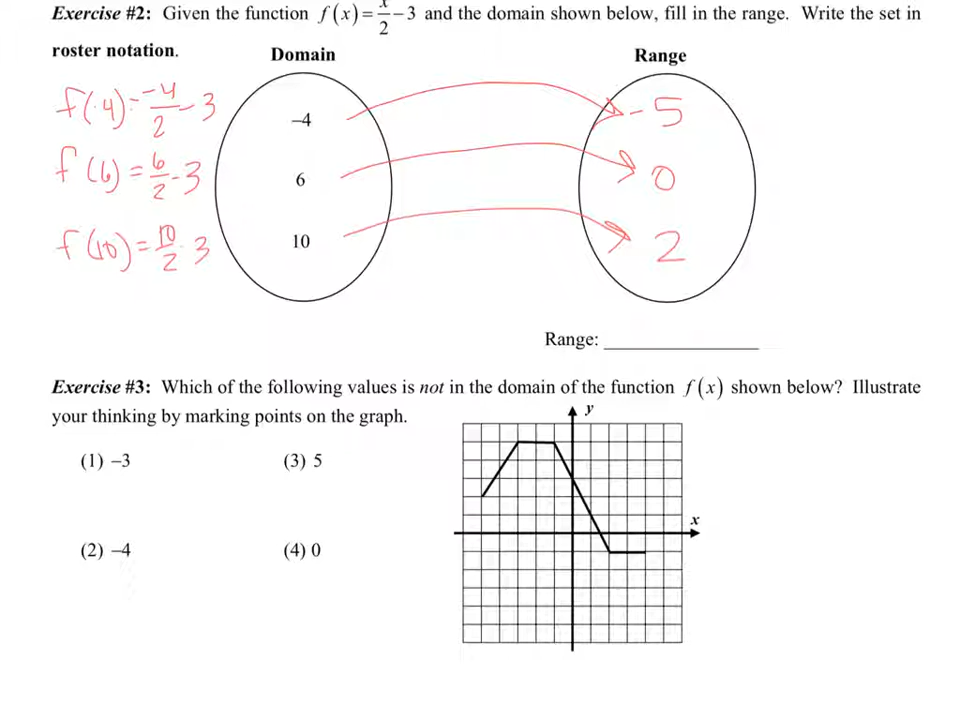 Exercise #2: Given the function f(x)=x/2−3 and the domain shown below, fill in the range. Write the set in
roster notation.
Domain
Range
f(-4)=-4/2-3
-4
-5
f(6)=6/2-3
6
0
f(10)=10/2-3
10
2
Range: ________________
Exercise #3: Which of the following values is not in the domain of the function f(x) shown below? Illustrate
your thinking by marking points on the graph.
y
(1) −3
(3) 5
x
(2) −4
(4) 0